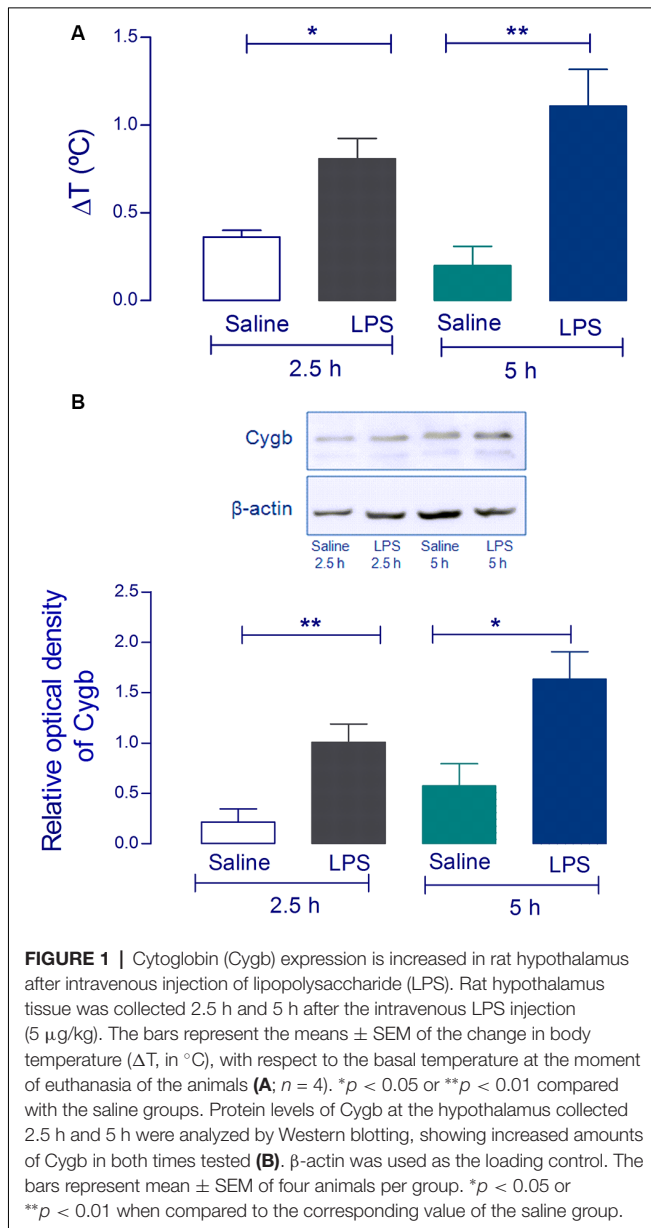 A
ΔT (ºC)
1.5
1.0
0.5
0.0
*
**
Saline
LPS
Saline
LPS
2.5 h
5 h
B
Cygb
β-actin
Saline
2.5 h
LPS
2.5 h
Saline
5 h
LPS
5 h
Relative optical density
of Cygb
2.5
2.0
1.5
1.0
0.5
0.0
**
*
Saline
LPS
Saline
LPS
2.5 h
5 h
FIGURE 1 | Cytoglobin (Cygb) expression is increased in rat hypothalamus
after intravenous injection of lipopolysaccharide (LPS). Rat hypothalamus
tissue was collected 2.5 h and 5 h after the intravenous LPS injection
(5 μg/kg). The bars represent the means ± SEM of the change in body
temperature (ΔT, in °C), with respect to the basal temperature at the moment
of euthanasia of the animals (A; n = 4). *p < 0.05 or **p < 0.01 compared
with the saline groups. Protein levels of Cygb at the hypothalamus collected
2.5 h and 5 h were analyzed by Western blotting, showing increased amounts
of Cygb in both times tested (B). β-actin was used as the loading control. The
bars represent mean ± SEM of four animals per group. *p < 0.05 or
**p < 0.01 when compared to the corresponding value of the saline group.